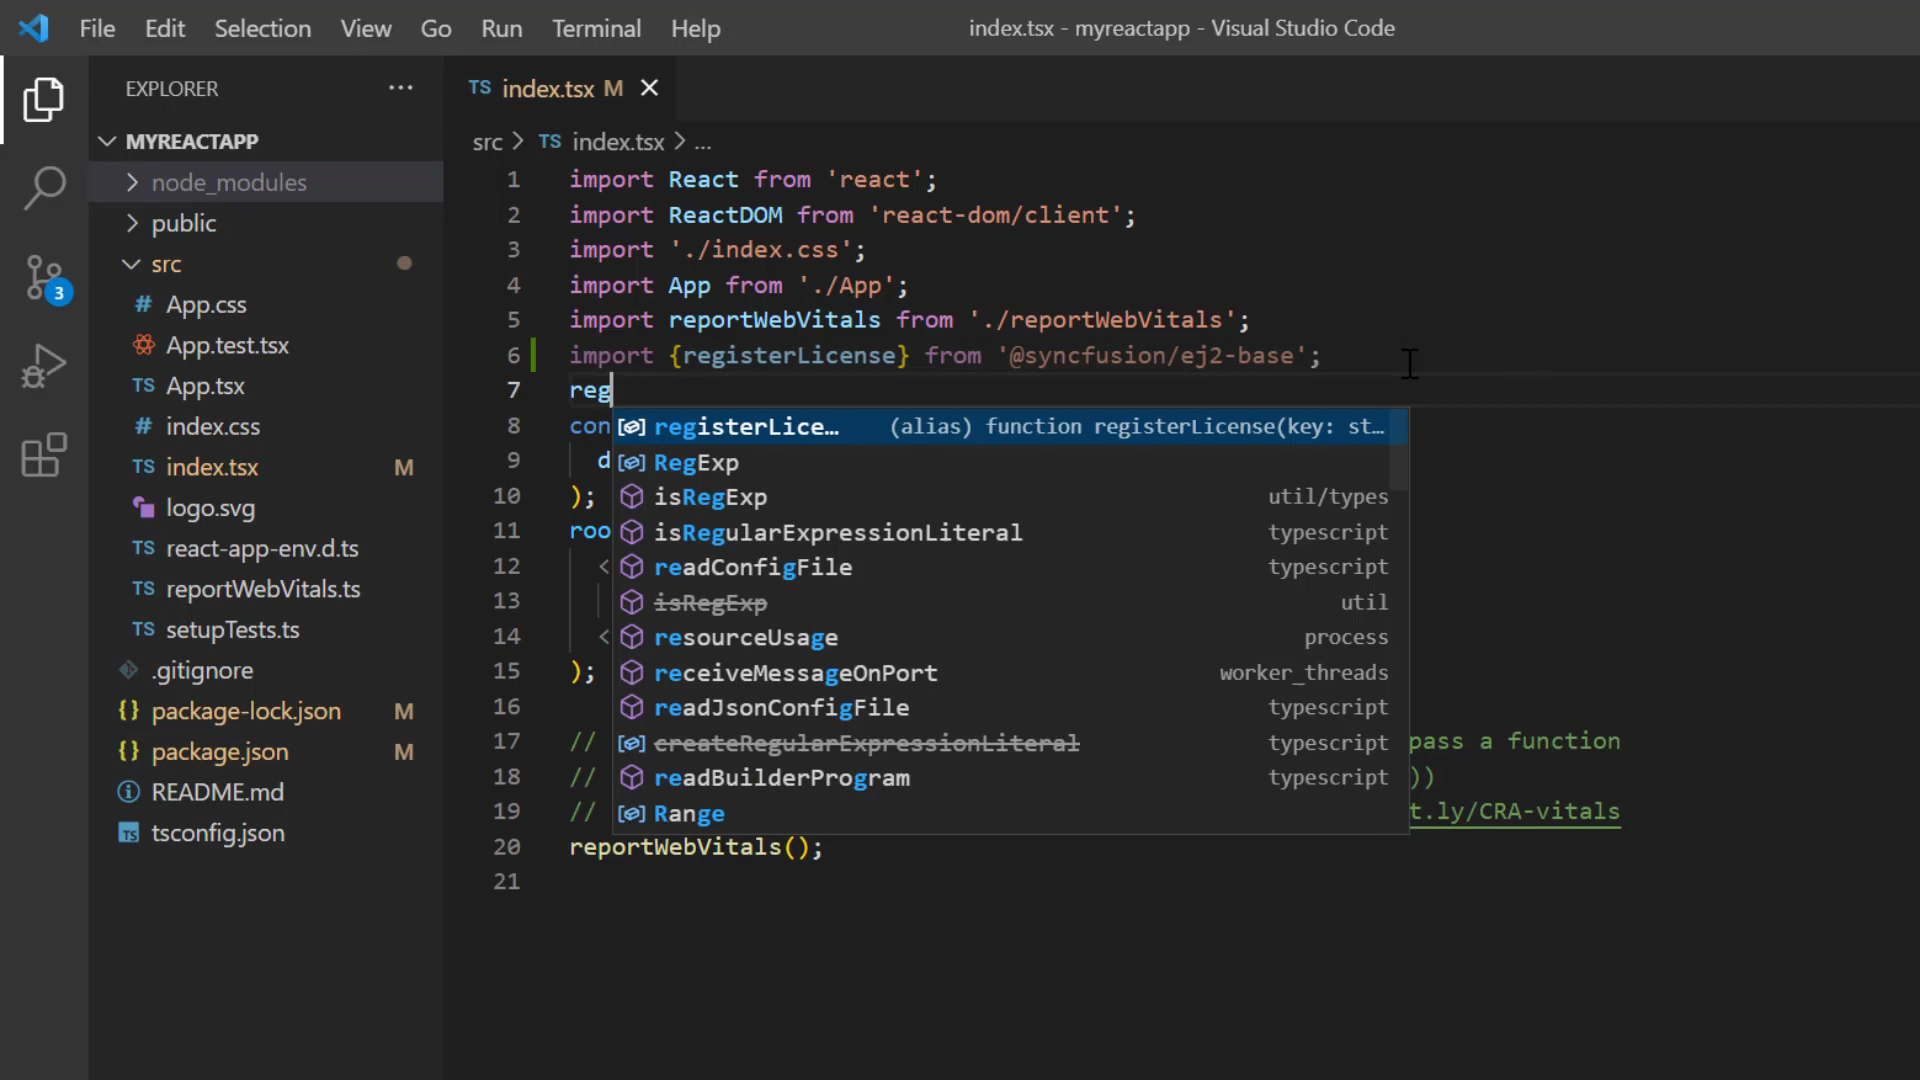 File Edit Selection View Go Run Terminal Help index.tsx - myreactapp - Visual Studio Code
EXPLORER ···
TS index.tsx M
MYREACTAPP
src > TS index.tsx > ...
node_modules
public
src
# App.css
App.test.tsx
TS App.tsx
# index.css
TS index.tsx M
logo.svg
TS react-app-env.d.ts
TS reportWebVitals.ts
TS setupTests.ts
.gitignore
{} package-lock.json M
{} package.json M
README.md
TS tsconfig.json
3
1 import React from 'react';
2 import ReactDOM from 'react-dom/client';
3 import './index.css';
4 import App from './App';
5 import reportWebVitals from './reportWebVitals';
6 import {registerLicense} from '@syncfusion/ej2-base';
7 reg
8 con
9 d
10 );
11 roo
12 <
13
14 <
15 );
16
17 // pass a function
18 // ))
19 // t.ly/CRA-vitals
20 reportWebVitals();
21
registerLice… (alias) function registerLicense(key: st…
RegExp
isRegExp util/types
isRegularExpressionLiteral typescript
readConfigFile typescript
isRegExp util
resourceUsage process
receiveMessageOnPort worker_threads
readJsonConfigFile typescript
createRegularExpressionLiteral typescript
readBuilderProgram typescript
Range